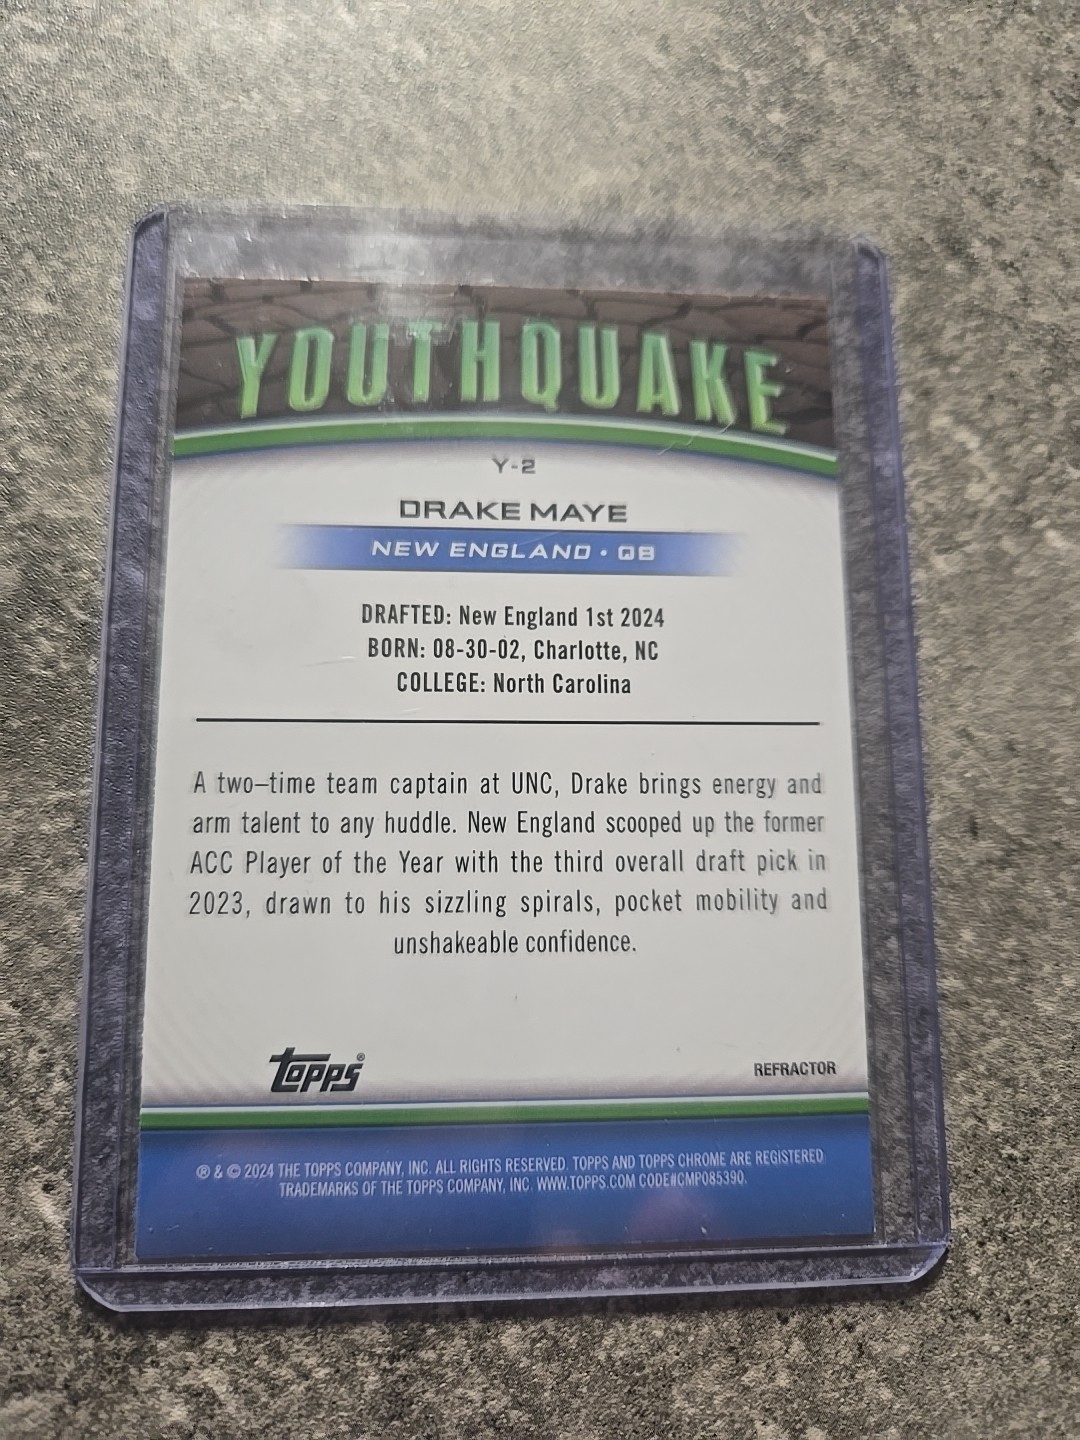 YOUTHQUAKE
Y-2
DRAKE MAYE
NEW ENGLAND • QB
DRAFTED: New England 1st 2024
BORN: 08-30-02, Charlotte, NC
COLLEGE: North Carolina
A two–time team captain at UNC, Drake brings energy and
arm talent to any huddle. New England scooped up the former
ACC Player of the Year with the third overall draft pick in
2023, drawn to his sizzling spirals, pocket mobility and
unshakeable confidence.
Topps®
REFRACTOR
® & © 2024 THE TOPPS COMPANY, INC. ALL RIGHTS RESERVED. TOPPS AND TOPPS CHROME ARE REGISTERED
TRADEMARKS OF THE TOPPS COMPANY, INC. WWW.TOPPS.COM CODE#CMP085390.